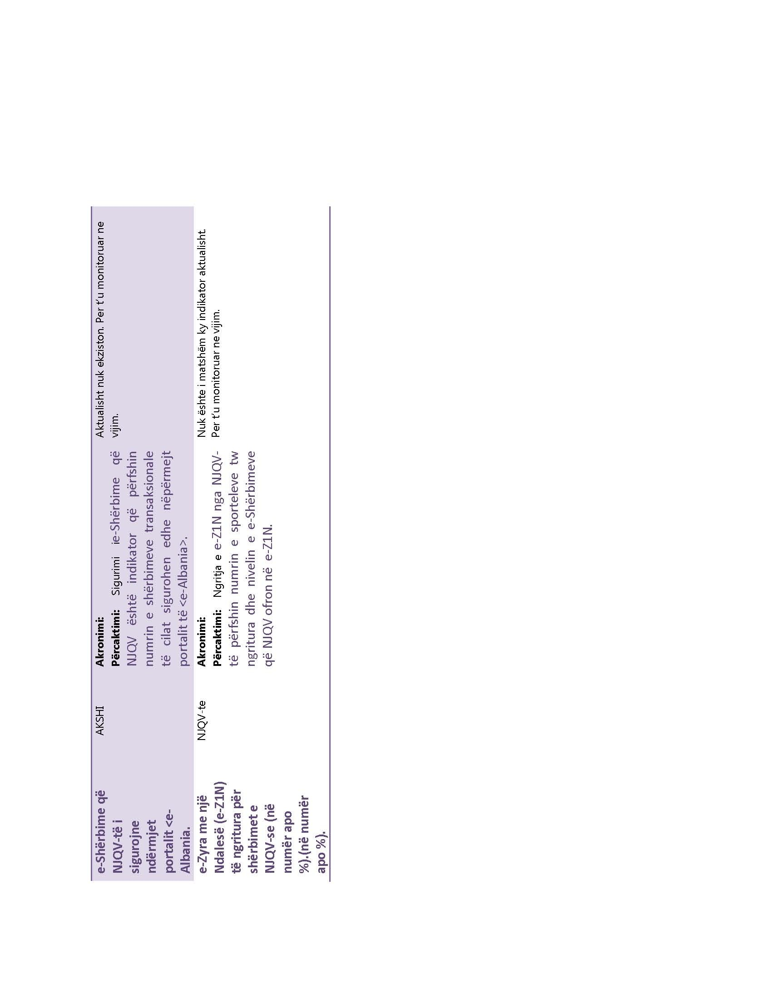 e-Shërbime që
NJQV-të i
sigurojne
ndërmjet
portalit <e-
Albania.
AKSHI
Akronimi:
Përcaktimi: Sigurimi ie-Shërbime që
NJQV është indikator që përfshin
numrin e shërbimeve transaksionale
të cilat sigurohen edhe nëpërmejt
portalit të <e-Albania>.
Aktualisht nuk ekziston. Per t'u monitoruar ne
vijim.
e-Zyra me një
Ndalesë (e-Z1N)
të ngritura për
shërbimet e
NJQV-se (në
numër apo
%).(në numër
apo %).
NJQV-te
Akronimi:
Përcaktimi: Ngritja e e-Z1N nga NJQV-
të përfshin numrin e sporteleve tw
ngritura dhe nivelin e e-Shërbimeve
që NJQV ofron në e-Z1N.
Nuk është i matshëm ky indikator aktualisht.
Per t'u monitoruar ne vijim.